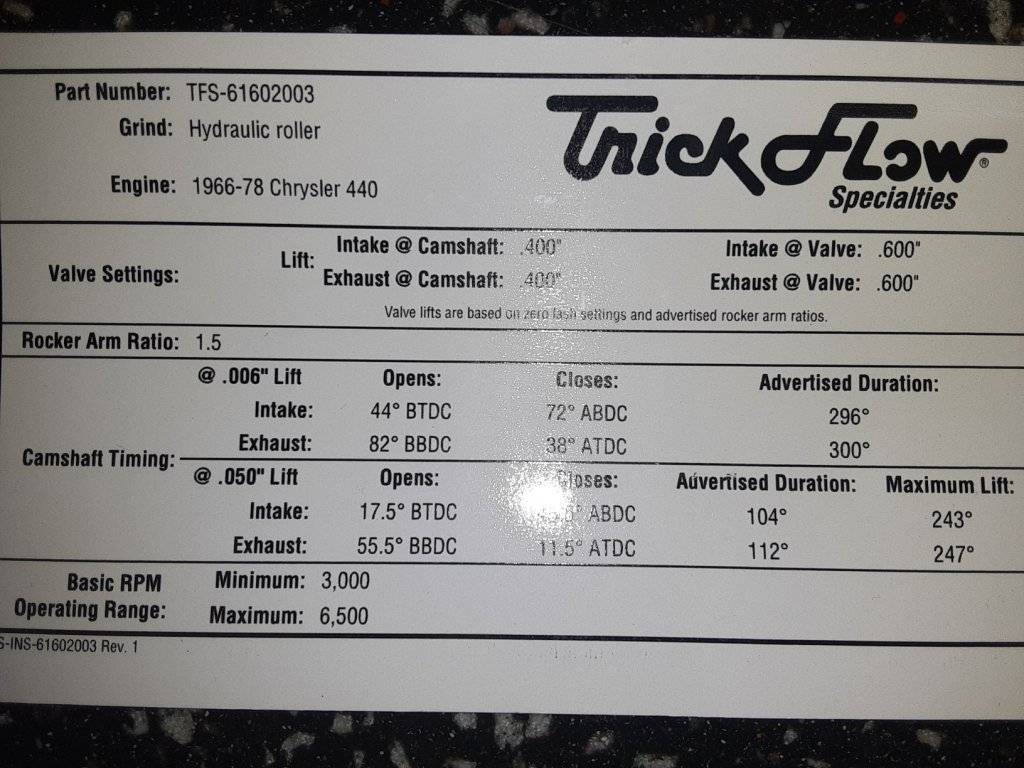 Part Number: TFS-61602003
Grind: Hydraulic roller
Engine: 1966-78 Chrysler 440
Trick Flow®
Specialties
Valve Settings: Lift: Intake @ Camshaft: .400" Intake @ Valve: .600"
Exhaust @ Camshaft: .400" Exhaust @ Valve: .600"
Valve lifts are based on zero lash settings and advertised rocker arm ratios.
Rocker Arm Ratio: 1.5
Camshaft Timing:
@ .006" Lift Opens: Closes: Advertised Duration:
Intake: 44° BTDC 72° ABDC 296°
Exhaust: 82° BBDC 38° ATDC 300°
@ .050" Lift Opens: Closes: Advertised Duration: Maximum Lift:
Intake: 17.5° BTDC ABDC 104° 243°
Exhaust: 55.5° BBDC 11.5° ATDC 112° 247°
Basic RPM Operating Range: Minimum: 3,000
Maximum: 6,500
S-INS-61602003 Rev. 1